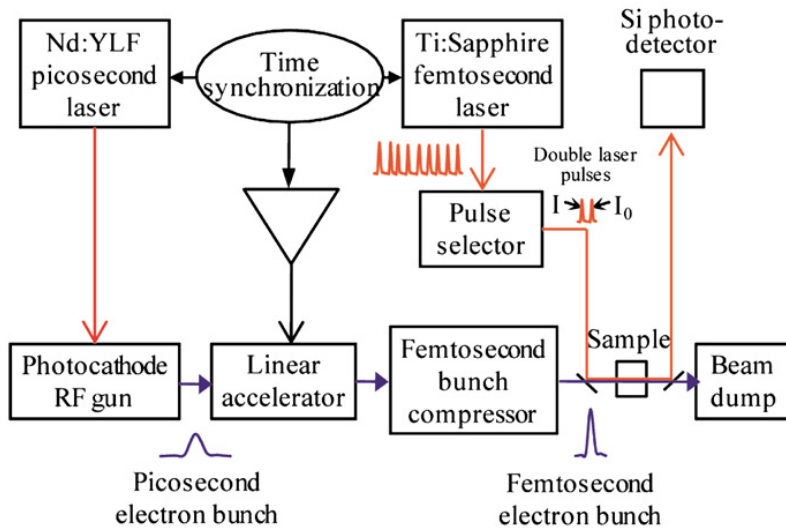 Nd:YLF
picosecond
laser
Time
synchronization
Ti:Sapphire
femtosecond
laser
Si photo-
detector
Double laser
pulses
I
I0
Pulse
selector
Photocathode
RF gun
Linear
accelerator
Femtosecond
bunch
compressor
Sample
Beam
dump
Picosecond
electron bunch
Femtosecond
electron bunch